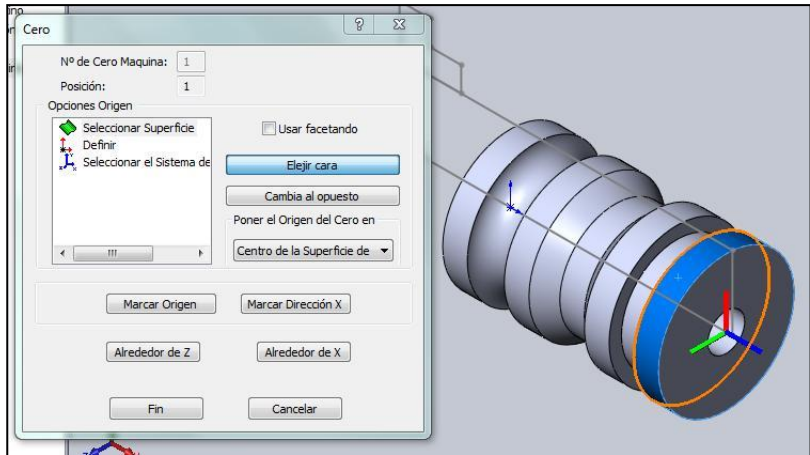 Cero
Nº de Cero Maquina: 1
Posición: 1
Opciones Origen
Seleccionar Superficie
Definir
Seleccionar el Sistema de
Usar facetando
Elejir cara
Cambia al opuesto
Poner el Origen del Cero en
Centro de la Superficie de
Marcar Origen Marcar Dirección X
Alrededor de Z Alrededor de X
Fin Cancelar